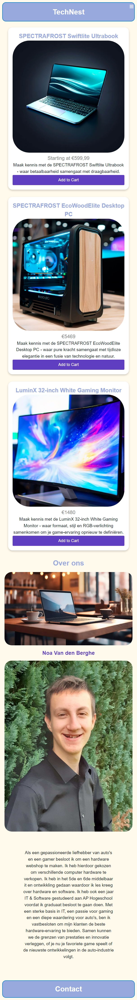 TechNest
SPECTRAFROST Swiftlite Ultrabook
Starting at €599,99
Maak kennis met de SPECTRAFROST Swiftlite Ultrabook
- waar betaalbaarheid samengaat met draagbaarheid.
Add to Cart
SPECTRAFROST EcoWoodElite Desktop
PC
€5469
Maak kennis met de SPECTRAFROST EcoWoodElite
Desktop PC - waar pure kracht samengaat met tijdloze
elegantie in een fusie van technologie en natuur.
Add to Cart
LuminX 32-inch White Gaming Monitor
€1480
Maak kennis met de LuminX 32-inch White Gaming
Monitor - waar formaat, stijl en RGB-verlichting
samenkomen om je game-ervaring opnieuw te definiëren.
Add to Cart
Over ons
Noa Van den Berghe
Als een gepassioneerde liefhebber van auto's
en een gamer besloot ik om een hardware
webshop te maken. Ik heb hierdoor gekozen
om verschillende computer hardware te
verkopen. Ik heb in het 5de en 6de middelbaar
it en ontwikkling gedaan waardoor ik les kreeg
over hardware en software. Ik heb ook een jaar
IT & Software gestudeerd aan AP Hogeschool
voordat ik graduaat besloot te gaan doen. Met
een sterke basis in IT, een passie voor gaming
en een diepe waardering voor auto's, ben ik
vastbesloten om mijn klanten de beste
hardware-ervaring te bieden. Samen kunnen
we de grenzen van prestaties en innovatie
verleggen, of je nu je favoriete game speelt of
de nieuwste ontwikkelingen in de auto-industrie
volgt.
Contact